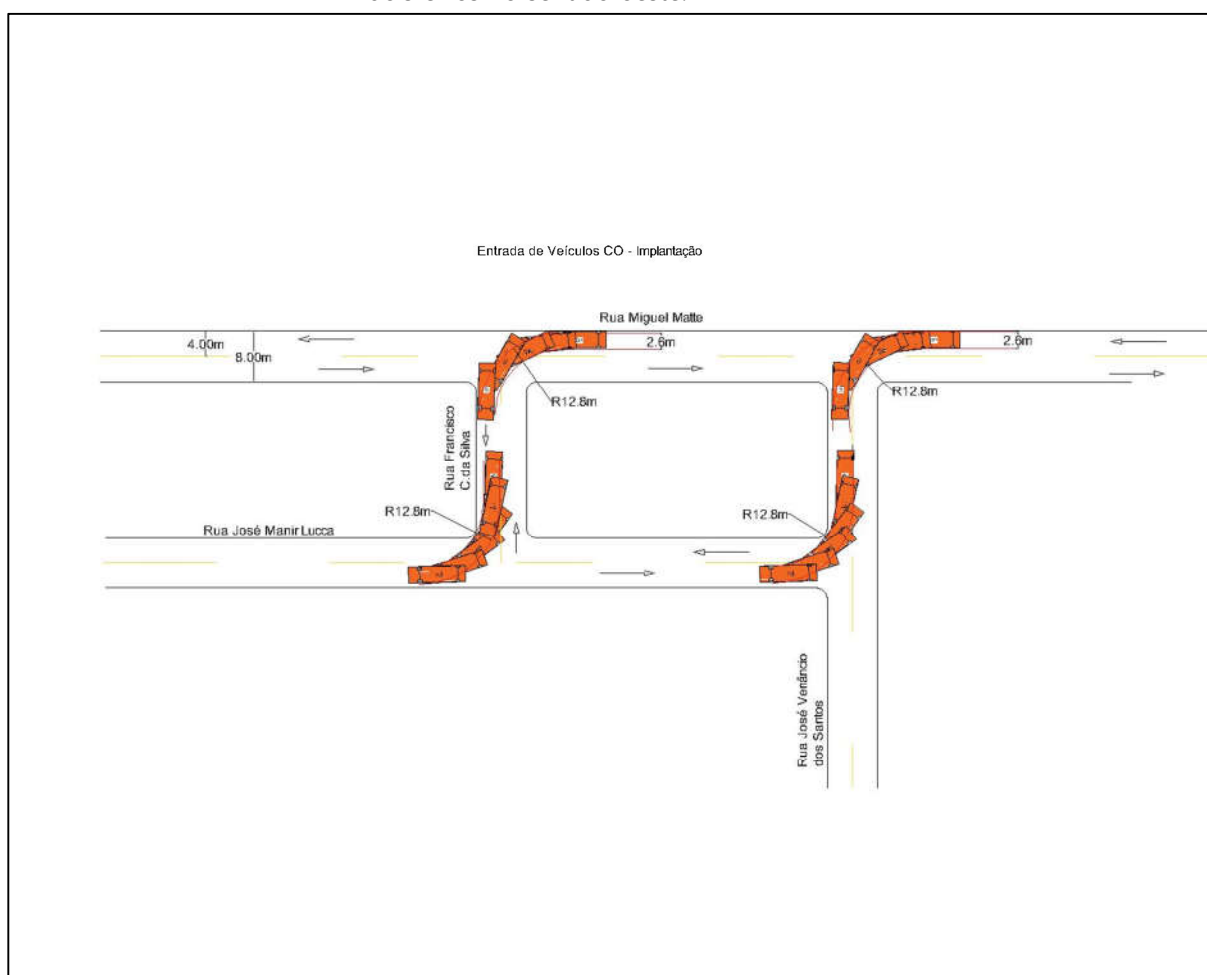 Entrada de Veículos CO - Implantação
Rua Miguel Matte
4.00m
8.00m
2.6m
2.6m
R12.8m
R12.8m
Rua Francisco
C.da Silva
R12.8m
R12.8m
Rua José Manir Lucca
Rua José Venâncio
dos Santos